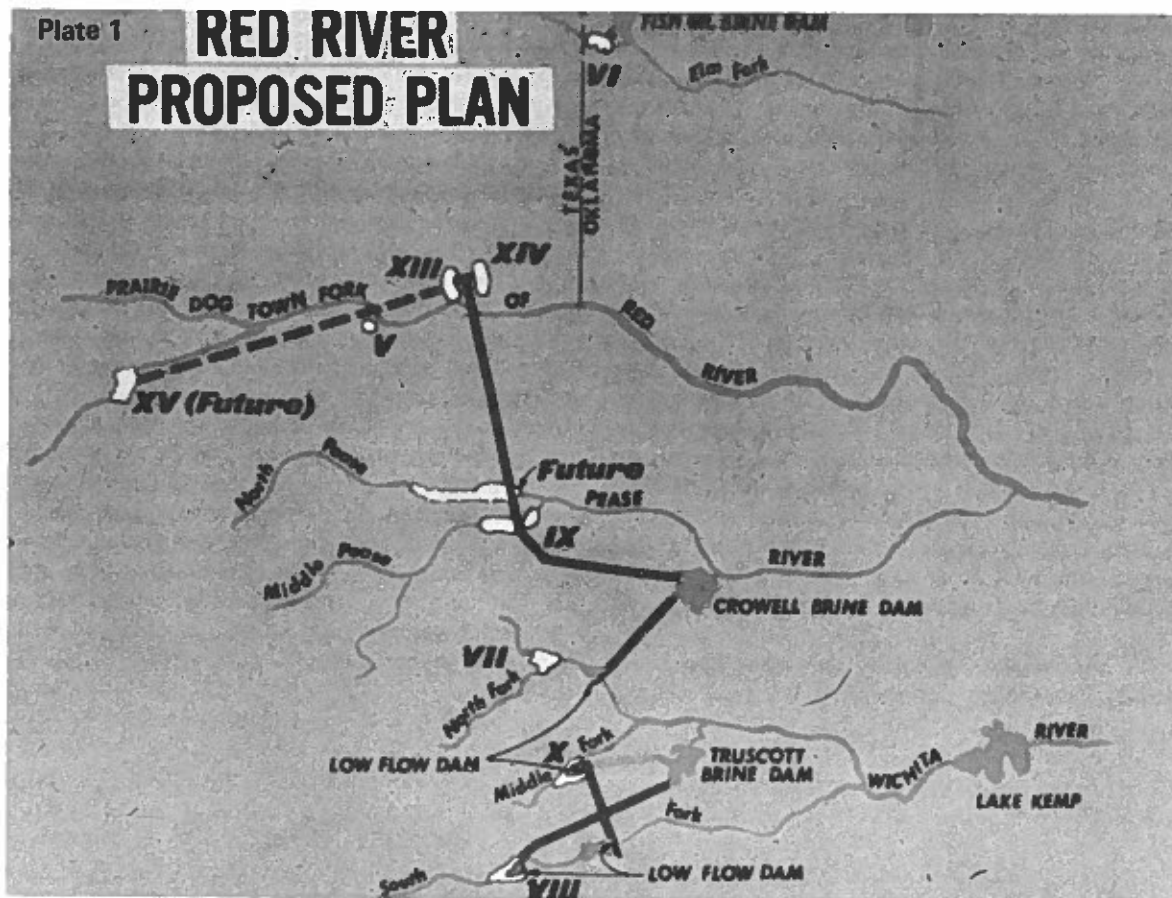 Plate 1
RED RIVER
PROPOSED PLAN
BRINE DAM
VI
Elm Fork
TEXAS
OKLAHOMA
XIII
XIV
PRAIRIE DOG TOWN FORK OF RED RIVER
V
XV (Future)
North Pease
Future
PEASE RIVER
IX
Middle Pease
CROWELL BRINE DAM
VII
North Fork
LOW FLOW DAM
X
Middle Fork
TRUSCOTT
BRINE DAM
WICHITA RIVER
LAKE KEMP
South Fork
VIII
LOW FLOW DAM